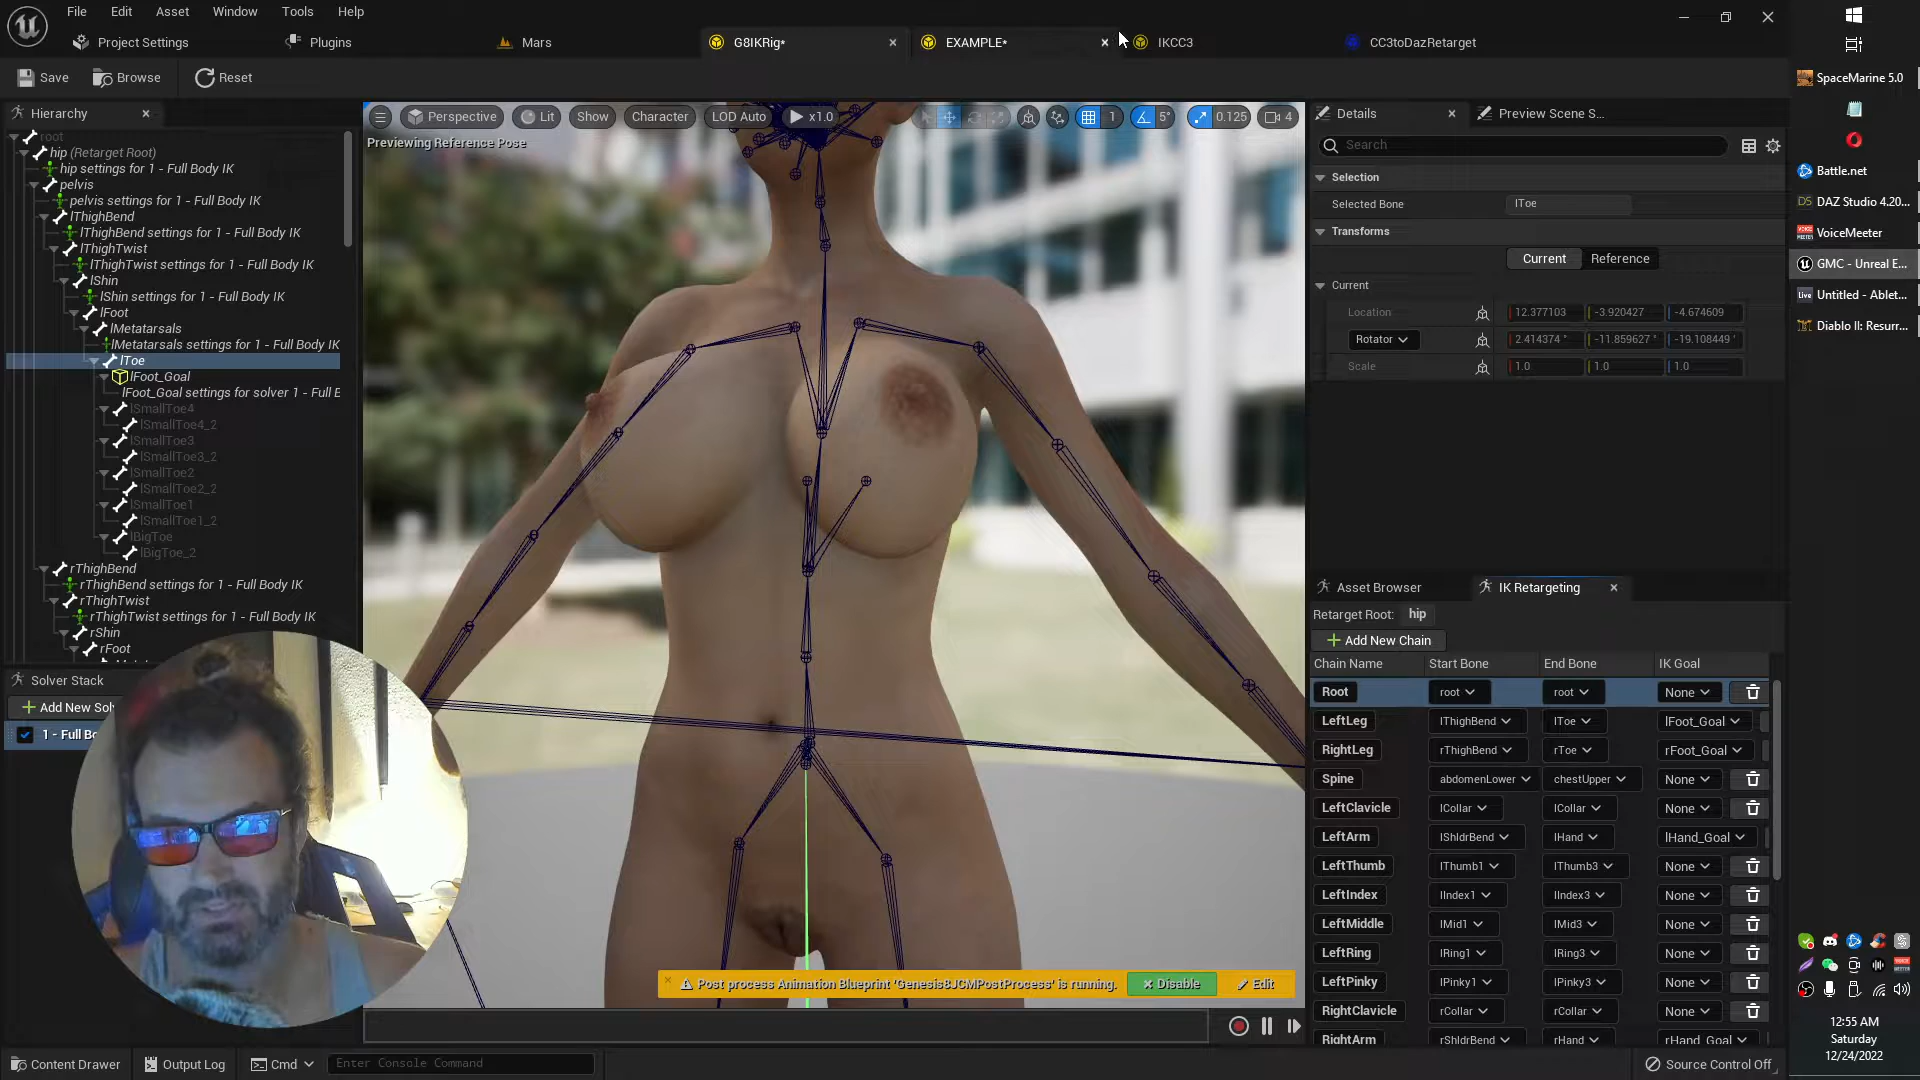 File Edit Asset Window Tools Help
Project Settings Plugins Mars G8IKRig* EXAMPLE* IKCC3 CC3toDazRetarget
Save Browse Reset
Hierarchy
root
hip (Retarget Root)
hip settings for 1 - Full Body IK
pelvis
pelvis settings for 1 - Full Body IK
lThighBend
lThighBend settings for 1 - Full Body IK
lThighTwist
lThighTwist settings for 1 - Full Body IK
lShin
lShin settings for 1 - Full Body IK
lFoot
lMetatarsals
lMetatarsals settings for 1 - Full Body IK
lToe
lFoot_Goal
lFoot_Goal settings for solver 1 - Full B
lSmallToe4
lSmallToe4_2
lSmallToe3
lSmallToe3_2
lSmallToe2
lSmallToe2_2
lSmallToe1
lSmallToe1_2
lBigToe
lBigToe_2
rThighBend
rThighBend settings for 1 - Full Body IK
rThighTwist
rThighTwist settings for 1 - Full Body IK
rShin
rFoot
Solver Stack
Add New Sol
1 - Full Bo
Perspective Lit Show Character LOD Auto x1.0 1 5° 0.125 4
Previewing Reference Pose
Post process Animation Blueprint 'Genesis8JCMPostProcess' is running. Disable Edit
Details Preview Scene S...
Search
Selection
Selected Bone lToe
Transforms
Current Reference
Current
Location 12.377103 -3.920427 -4.674609
Rotator 2.414374 ° -11.859627 ° -19.108449 °
Scale 1.0 1.0 1.0
Asset Browser IK Retargeting
Retarget Root: hip
Add New Chain
Chain Name Start Bone End Bone IK Goal
Root root root None
LeftLeg lThighBend lToe lFoot_Goal
RightLeg rThighBend rToe rFoot_Goal
Spine abdomenLower chestUpper None
LeftClavicle lCollar lCollar None
LeftArm lShldrBend lHand lHand_Goal
LeftThumb lThumb1 lThumb3 None
LeftIndex lIndex1 lIndex3 None
LeftMiddle lMid1 lMid3 None
LeftRing lRing1 lRing3 None
LeftPinky lPinky1 lPinky3 None
RightClavicle rCollar rCollar None
RightArm rShldrBend rHand rHand_Goal
Content Drawer Output Log Cmd Enter Console Command Source Control Off
SpaceMarine 5.0
Battle.net
DAZ Studio 4.20...
VoiceMeeter
GMC - Unreal E...
Untitled - Ablet...
Diablo II: Resurr...
12:55 AM
Saturday
12/24/2022